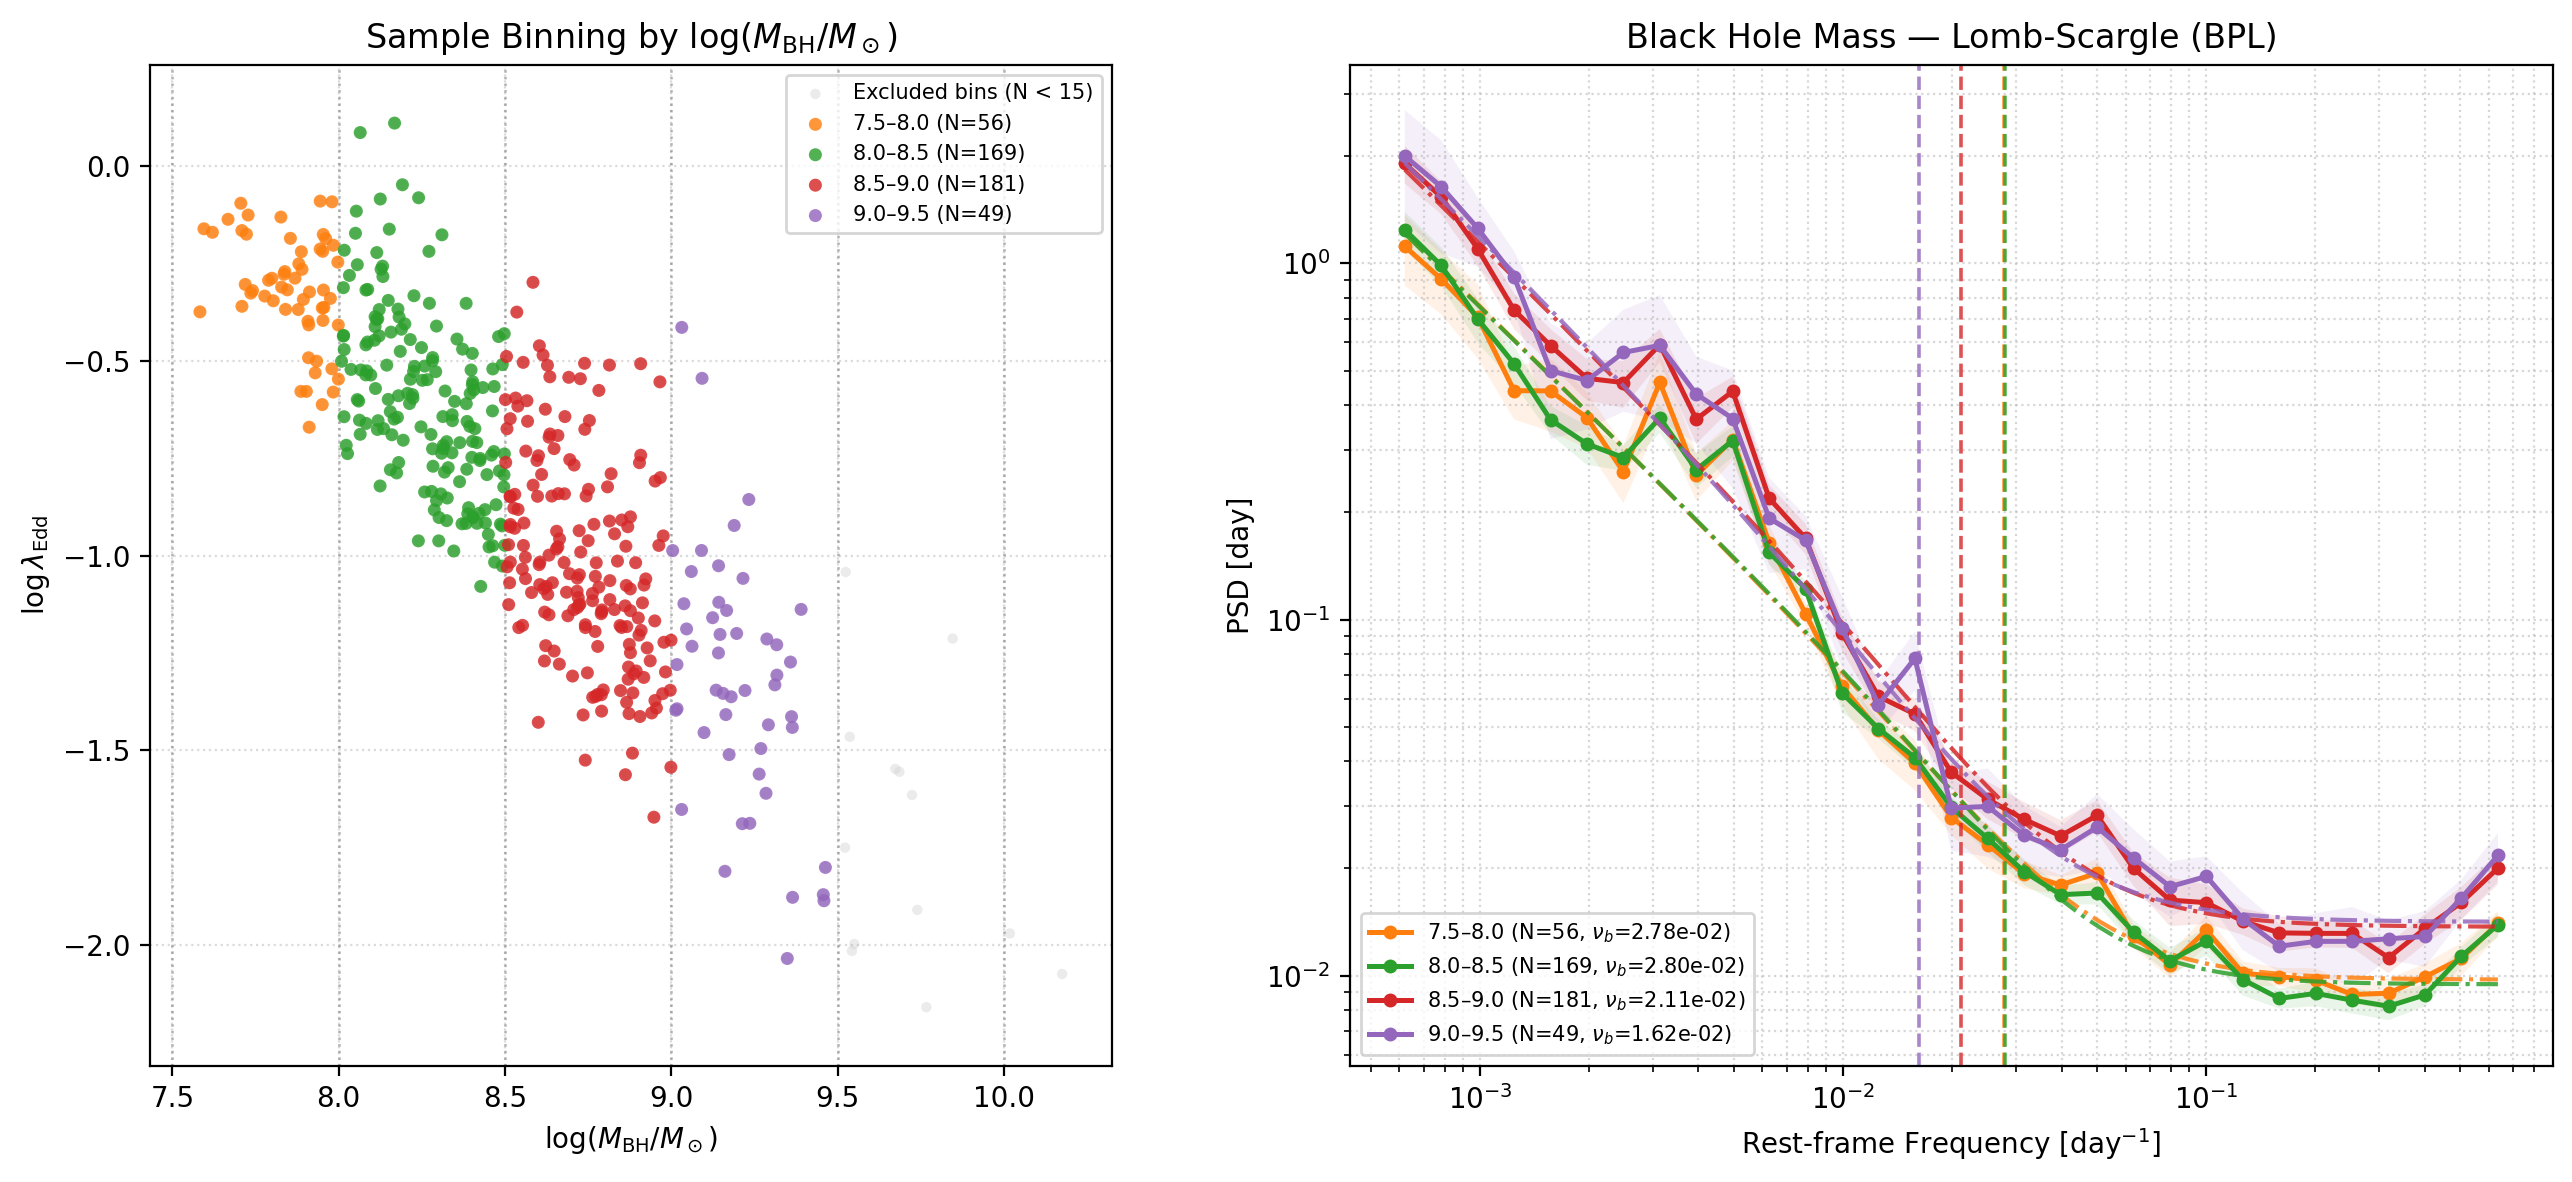 Sample Binning by log(M_BH/M_⊙)
Excluded bins (N < 15)
7.5–8.0 (N=56)
8.0–8.5 (N=169)
8.5–9.0 (N=181)
9.0–9.5 (N=49)
0.0
−0.5
−1.0
−1.5
−2.0
log λ_Edd
7.5 8.0 8.5 9.0 9.5 10.0
log(M_BH/M_⊙)
Black Hole Mass — Lomb-Scargle (BPL)
10⁰
10⁻¹
10⁻²
PSD [day]
7.5–8.0 (N=56, ν_b=2.78e-02)
8.0–8.5 (N=169, ν_b=2.80e-02)
8.5–9.0 (N=181, ν_b=2.11e-02)
9.0–9.5 (N=49, ν_b=1.62e-02)
10⁻³ 10⁻² 10⁻¹
Rest-frame Frequency [day⁻¹]